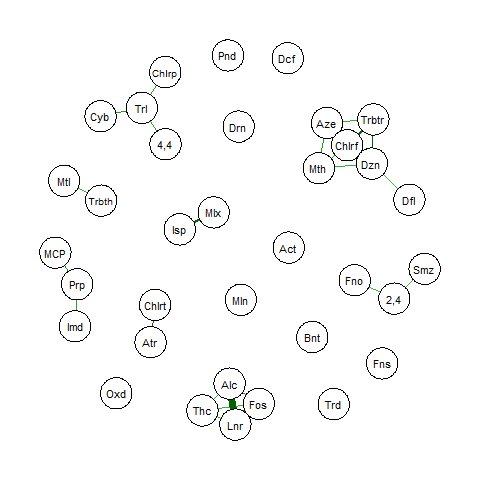 Pnd
Dcf
Chlrp
Trl
Cyb
4,4
Drn
Aze
Trbtr
Chlrf
Mth
Dzn
Dfl
Mtl
Trbth
Mlx
Isp
Act
MCP
Prp
Imd
Smz
Fno
2,4
Chlrt
Mln
Atr
Bnt
Fns
Alc
Oxd
Thc
Fos
Trd
Lnr